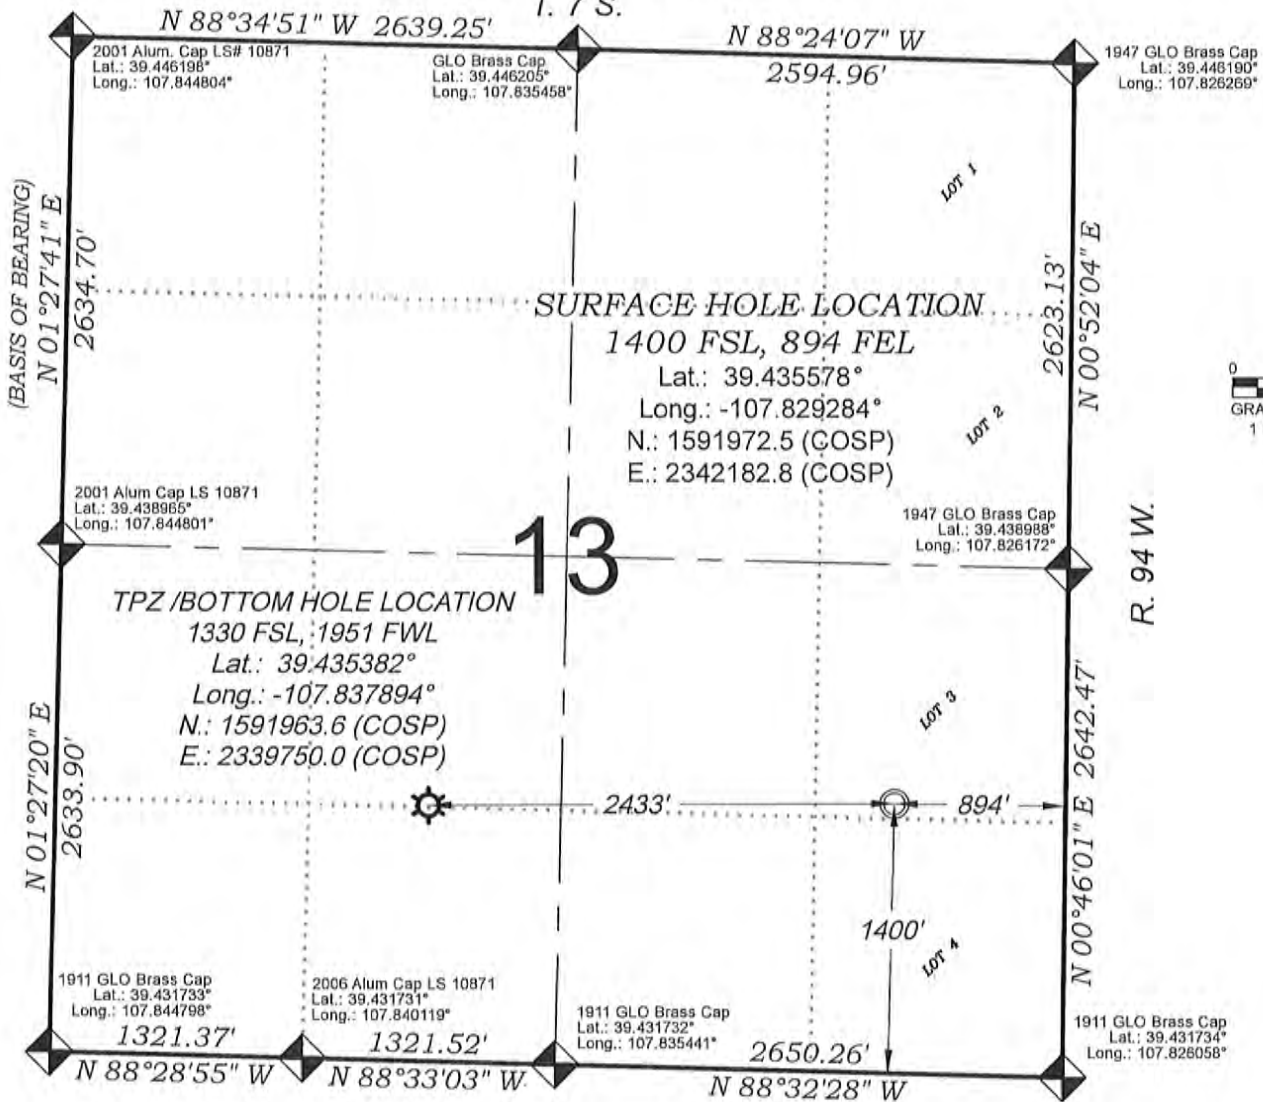 T. 7 S.
N 88°34'51" W 2639.25'
N 88°24'07" W
2594.96'
2001 Alum. Cap LS# 10871
Lat.: 39.446198°
Long.: 107.844804°
GLO Brass Cap
Lat.: 39.446205°
Long.: 107.835458°
1947 GLO Brass Cap
Lat.: 39.446190°
Long.: 107.826269°
LOT 1
(BASIS OF BEARING)
N 01°27'41" E
2634.70'
SURFACE HOLE LOCATION
1400 FSL, 894 FEL
Lat.: 39.435578°
Long.: -107.829284°
N.: 1591972.5 (COSP)
E.: 2342182.8 (COSP)
2623.13'
N 00°52'04" E
0
GRA
1
LOT 2
2001 Alum Cap LS 10871
Lat.: 39.438965°
Long.: 107.844801°
1947 GLO Brass Cap
Lat.: 39.438988°
Long.: 107.826172°
13
R. 94 W.
TPZ /BOTTOM HOLE LOCATION
1330 FSL, 1951 FWL
Lat.: 39.435382°
Long.: -107.837894°
N.: 1591963.6 (COSP)
E.: 2339750.0 (COSP)
LOT 3
N 01°27'20" E
2633.90'
2433'
894'
N 00°46'01" E 2642.47'
1400'
LOT 4
1911 GLO Brass Cap
Lat.: 39.431733°
Long.: 107.844798°
2006 Alum Cap LS 10871
Lat.: 39.431731°
Long.: 107.840119°
1911 GLO Brass Cap
Lat.: 39.431732°
Long.: 107.835441°
1911 GLO Brass Cap
Lat.: 39.431734°
Long.: 107.826058°
1321.37'
1321.52'
2650.26'
N 88°28'55" W
N 88°33'03" W
N 88°32'28" W